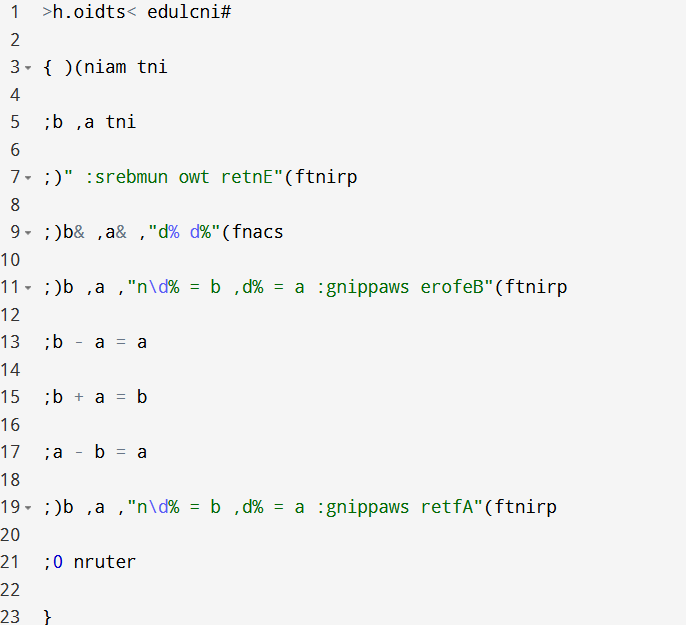 1 >h.oidts< edulcni#
2
3 { )(niam tni
4
5 ;b ,a tni
6
7 ;)" :srebmun owt retnE"(ftnirp
8
9 ;)b& ,a& ,"d% d%"(fnacs
10
11 ;)b ,a ,"n\d% = b ,d% = a :gnippaws erofeB"(ftnirp
12
13 ;b - a = a
14
15 ;b + a = b
16
17 ;a - b = a
18
19 ;)b ,a ,"n\d% = b ,d% = a :gnippaws retfA"(ftnirp
20
21 ;0 nruter
22
23 }